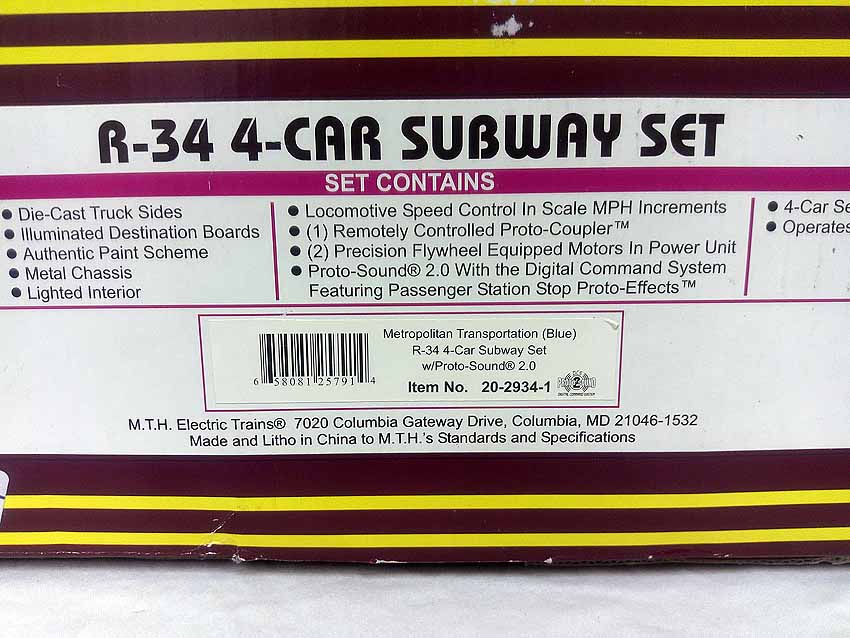 R-34 4-CAR SUBWAY SET
SET CONTAINS
● Die-Cast Truck Sides
● Illuminated Destination Boards
● Authentic Paint Scheme
● Metal Chassis
● Lighted Interior
● Locomotive Speed Control In Scale MPH Increments
● (1) Remotely Controlled Proto-Coupler™
● (2) Precision Flywheel Equipped Motors In Power Unit
● Proto-Sound® 2.0 With the Digital Command System
Featuring Passenger Station Stop Proto-Effects™
● 4-Car Se
● Operates
6 58081 25791 4
Metropolitan Transportation (Blue)
R-34 4-Car Subway Set
w/Proto-Sound® 2.0
Item No. 20-2934-1
M.T.H. Electric Trains® 7020 Columbia Gateway Drive, Columbia, MD 21046-1532
Made and Litho in China to M.T.H.'s Standards and Specifications